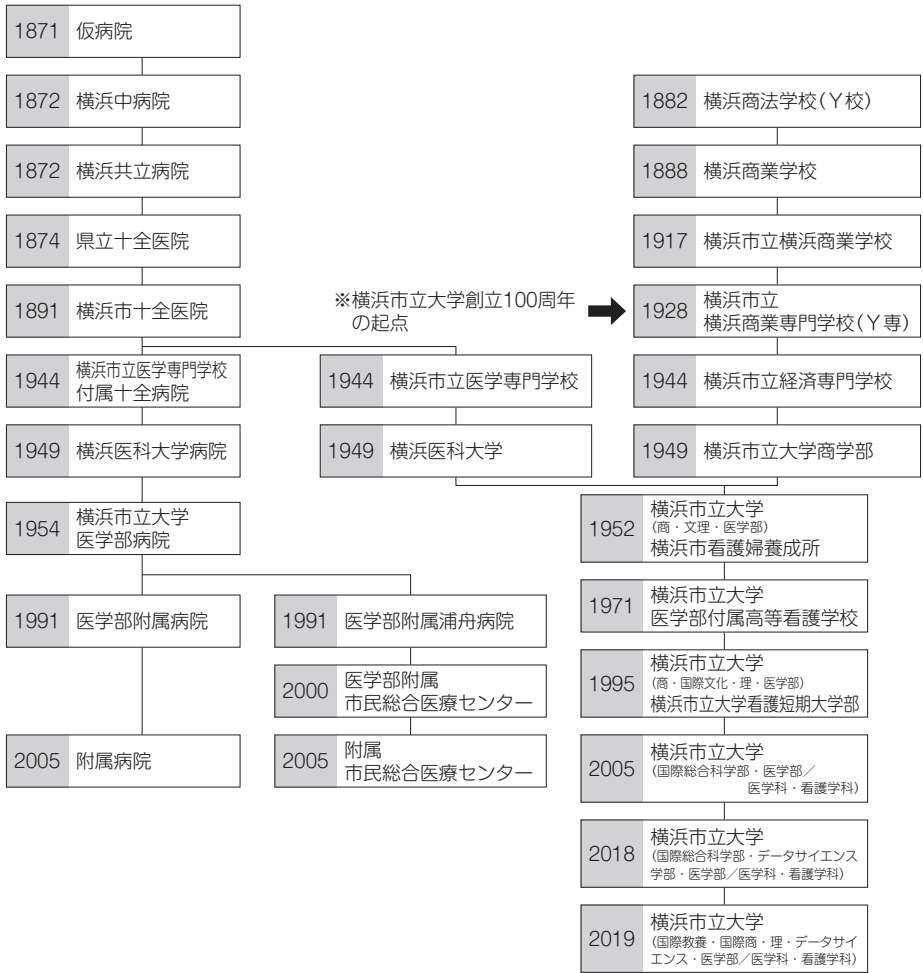 1871 仮病院
1872 横浜中病院
1872 横浜共立病院
1874 県立十全医院
1891 横浜市十全医院
1944 横浜市立医学専門学校
付属十全病院
1949 横浜医科大学病院
1954 横浜市立大学
医学部病院
1991 医学部附属病院
2005 附属病院
1944 横浜市立医学専門学校
1949 横浜医科大学
1991 医学部附属浦舟病院
2000 医学部附属
市民総合医療センター
2005 附属
市民総合医療センター
1882 横浜商法学校(Y校)
1888 横浜商業学校
1917 横浜市立横浜商業学校
※横浜市立大学創立100周年
の起点
1928 横浜市立
横浜商業専門学校(Y専)
1944 横浜市立経済専門学校
1949 横浜市立大学商学部
1952 横浜市立大学
(商・文理・医学部)
横浜市看護婦養成所
1971 横浜市立大学
医学部付属高等看護学校
1995 横浜市立大学
(商・国際文化・理・医学部)
横浜市立大学看護短期大学部
2005 横浜市立大学
(国際総合科学部・医学部/
医学科・看護学科)
2018 横浜市立大学
(国際総合科学部・データサイエンス
学部・医学部/医学科・看護学科)
2019 横浜市立大学
(国際教養・国際商・理・データサイ
エンス・医学部/医学科・看護学科)